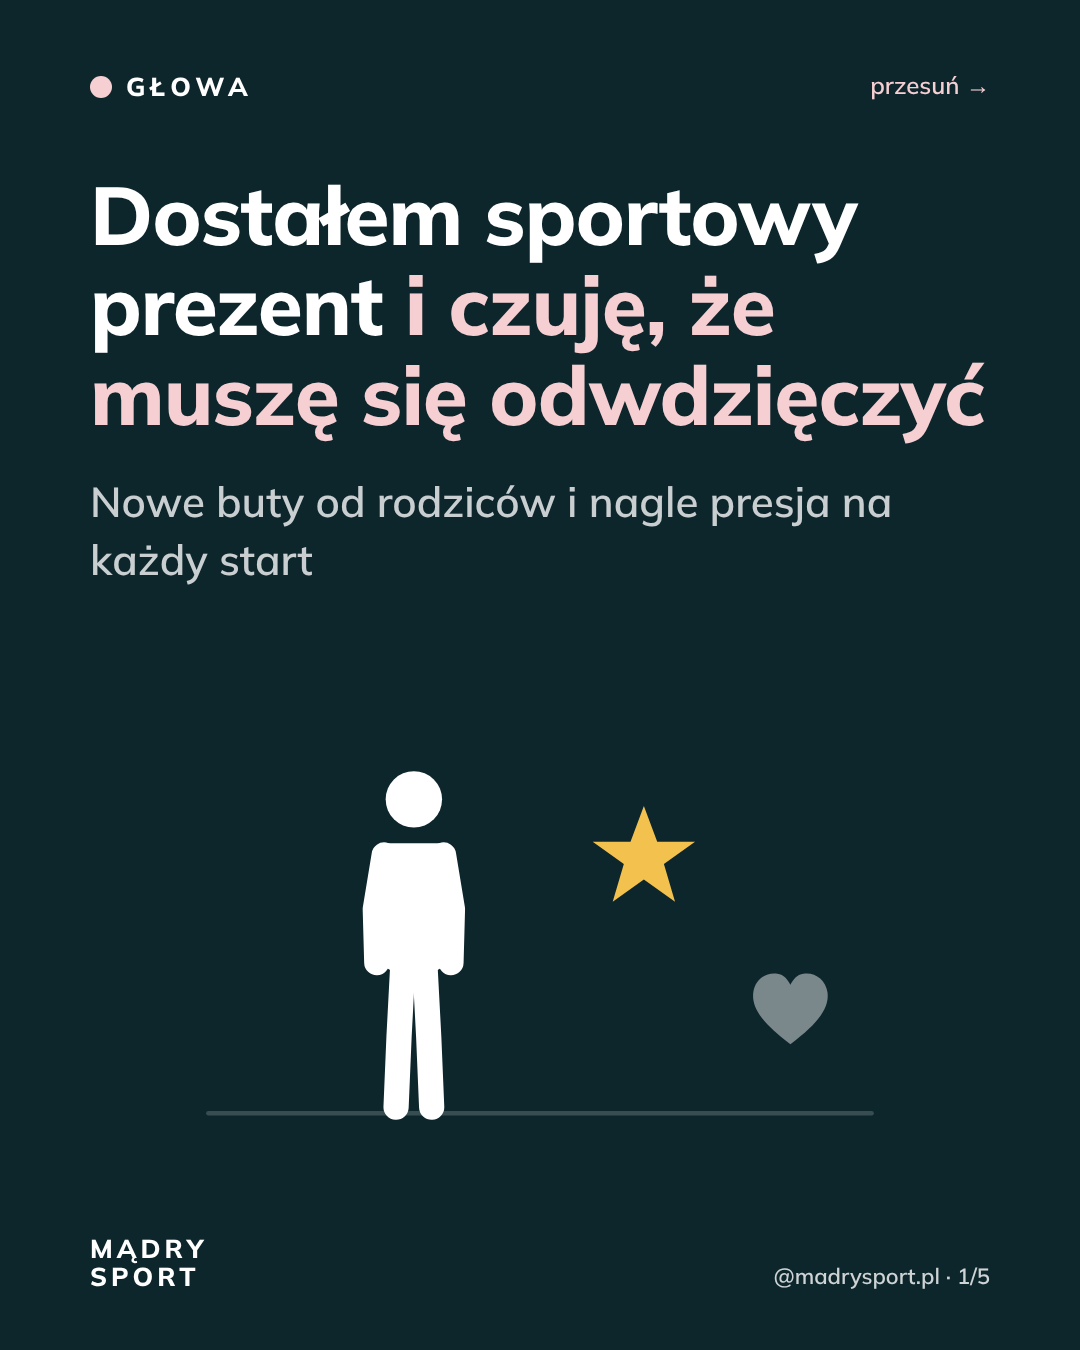 GŁOWA
przesuń →
Dostałem sportowy
prezent i czuję, że
muszę się odwdzięczyć
Nowe buty od rodziców i nagle presja na
każdy start
MĄDRY
SPORT
@madrysport.pl · 1/5